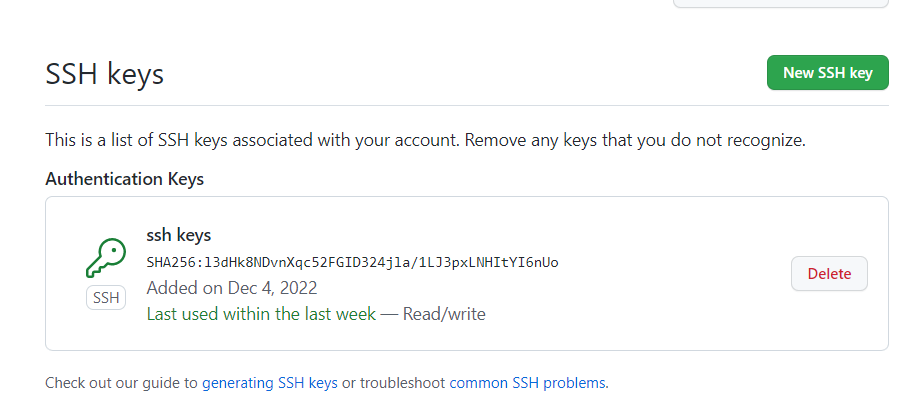 SSH keys
New SSH key
This is a list of SSH keys associated with your account. Remove any keys that you do not recognize.
Authentication Keys
ssh keys
SHA256:l3dHk8NDvnXqc52FGID324jla/1LJ3pxLNHItYI6nUo
Added on Dec 4, 2022
Last used within the last week — Read/write
SSH
Delete
Check out our guide to generating SSH keys or troubleshoot common SSH problems.